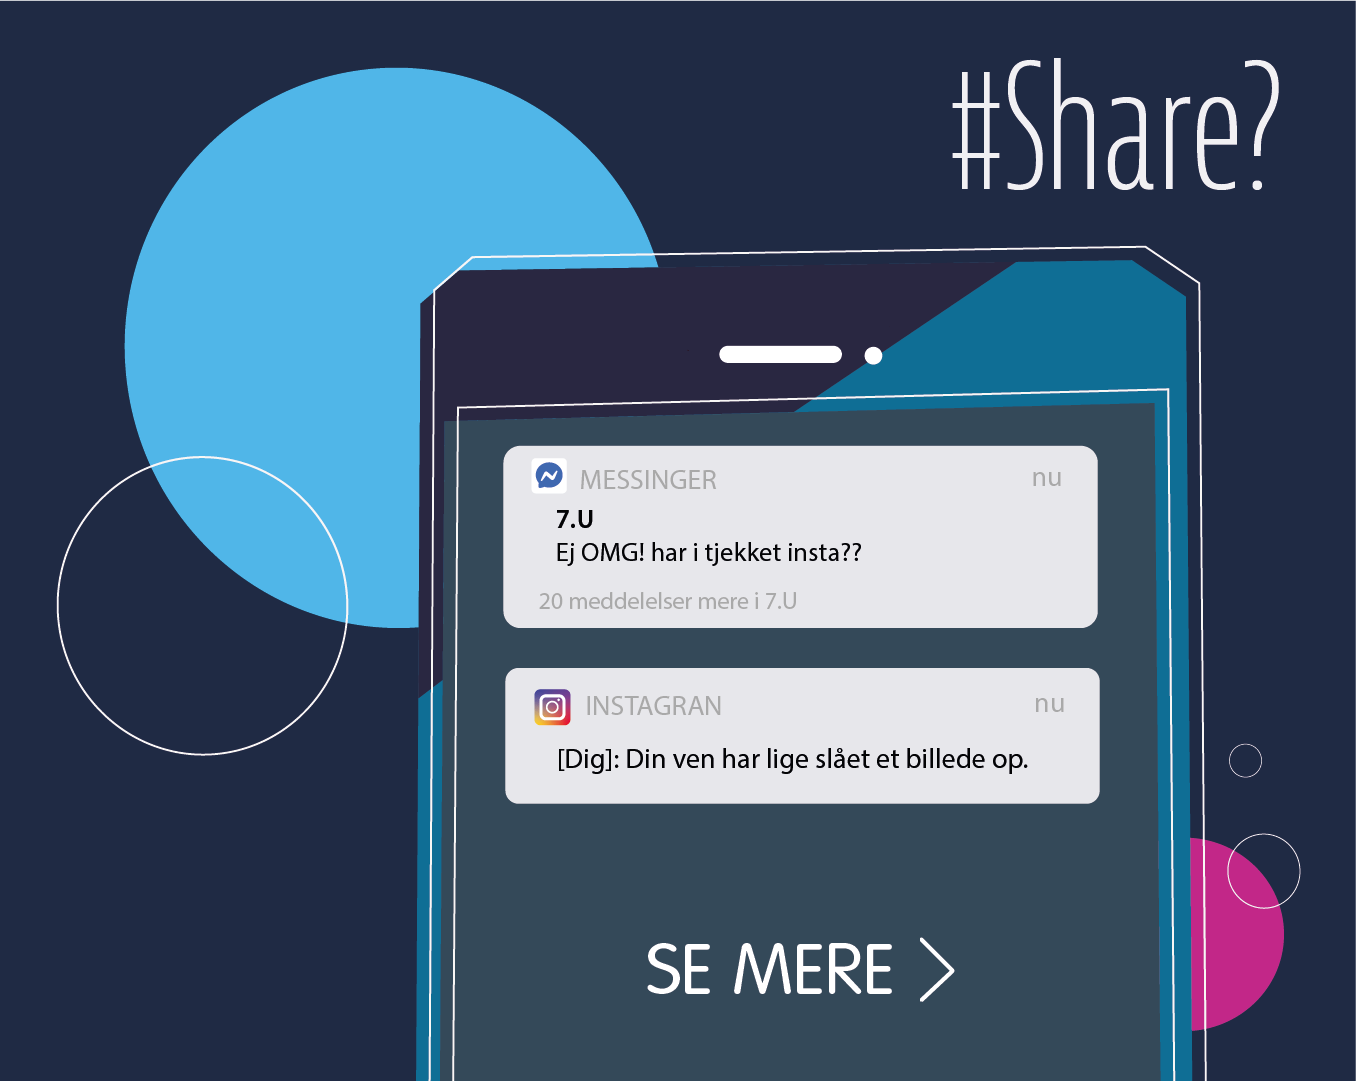 #Share?
MESSINGER nu
7.U
Ej OMG! har i tjekket insta??
20 meddelelser mere i 7.U
INSTAGRAN nu
[Dig]: Din ven har lige slået et billede op.
SE MERE